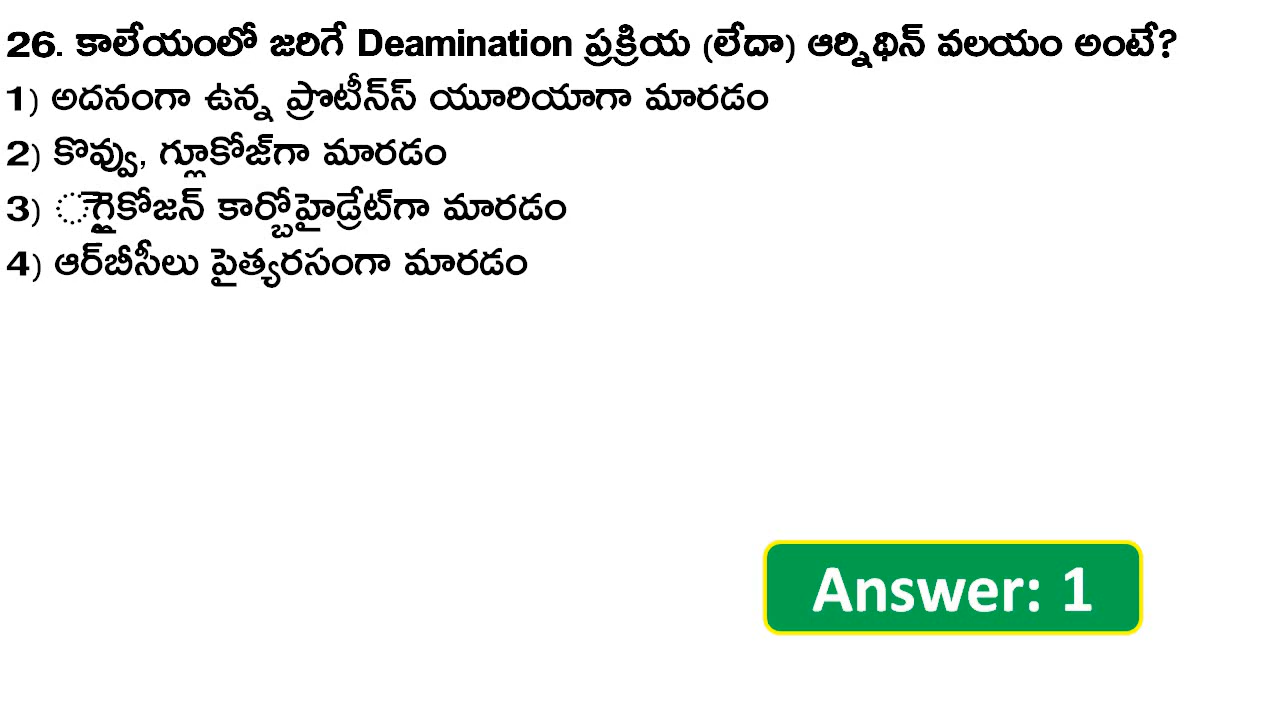 26. కాలేయంలో జరిగే Deamination ప్రక్రియ (లేదా) ఆర్నిథిన్ వలయం అంటే?
1) అదనంగా ఉన్న ప్రొటీన్స్ యూరియాగా మారడం
2) కొవ్వు, గ్లూకోజ్‌గా మారడం
3) గ్లైకోజన్ కార్బోహైడ్రేట్‌గా మారడం
4) ఆర్‌బీసీలు పైత్యరసంగా మారడం
Answer: 1